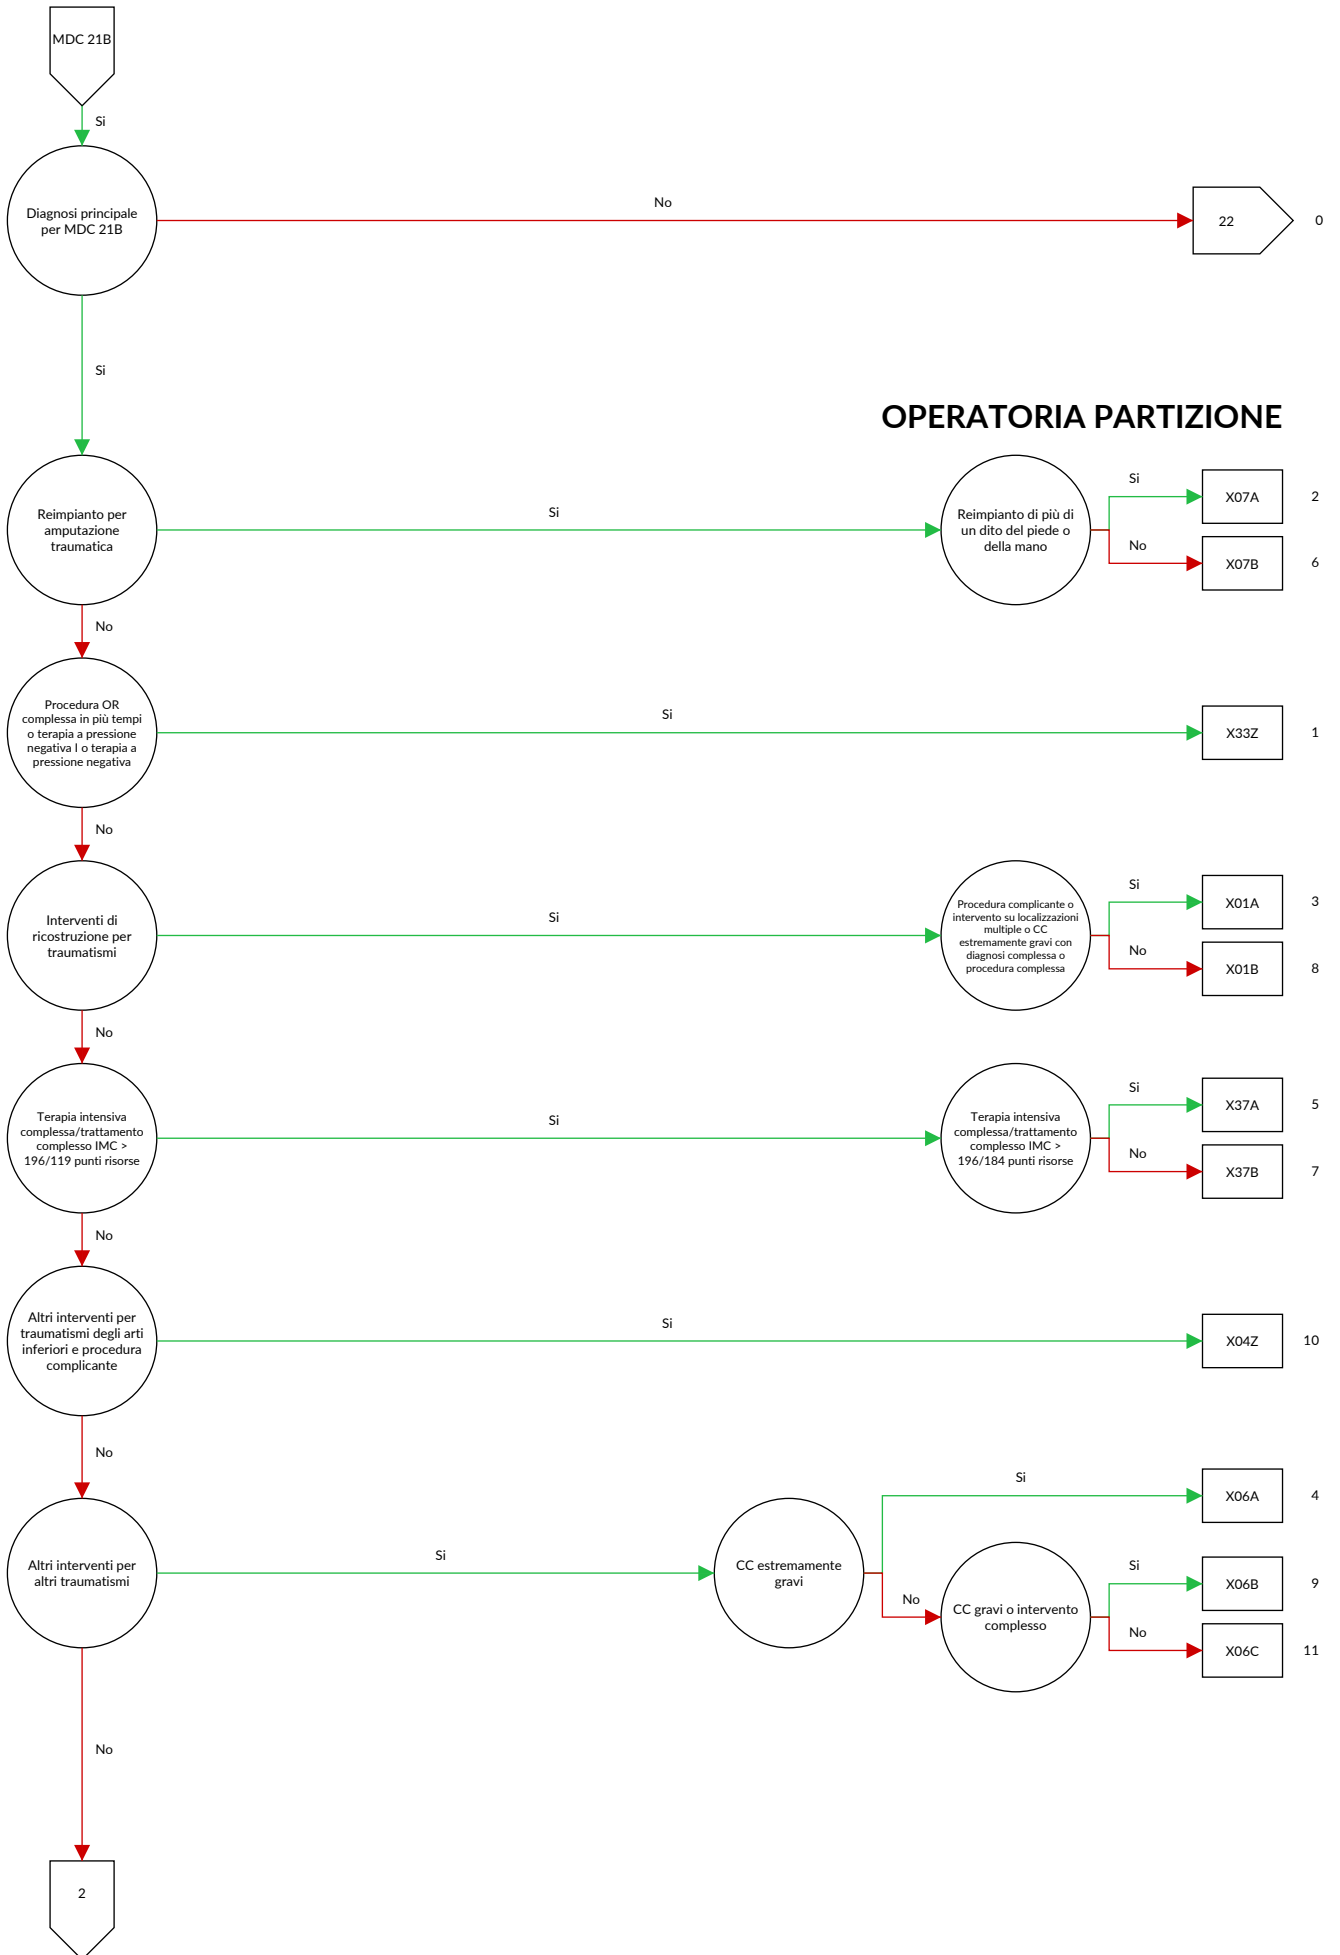 MDC 21B
Si
Diagnosi principale
per MDC 21B
No
22
0
Si
OPERATORIA PARTIZIONE
Reimpianto per
amputazione
traumatica
Si
Reimpianto di più di
un dito del piede o
della mano
Si
X07A
2
No
X07B
6
No
Procedura OR
complessa in più tempi
o terapia a pressione
negativa I o terapia a
pressione negativa
Si
X33Z
1
No
Interventi di
ricostruzione per
traumatismi
Si
Procedura complicante o
intervento su localizzazioni
multiple o CC
estremamente gravi con
diagnosi complessa o
procedura complessa
Si
X01A
3
No
X01B
8
No
Terapia intensiva
complessa/trattamento
complesso IMC >
196/119 punti risorse
Si
Terapia intensiva
complessa/trattamento
complesso IMC >
196/184 punti risorse
Si
X37A
5
No
X37B
7
No
Altri interventi per
traumatismi degli arti
inferiori e procedura
complicante
Si
X04Z
10
No
Altri interventi per
altri traumatismi
Si
CC estremamente
gravi
Si
X06A
4
No
CC gravi o intervento
complesso
Si
X06B
9
No
X06C
11
No
2